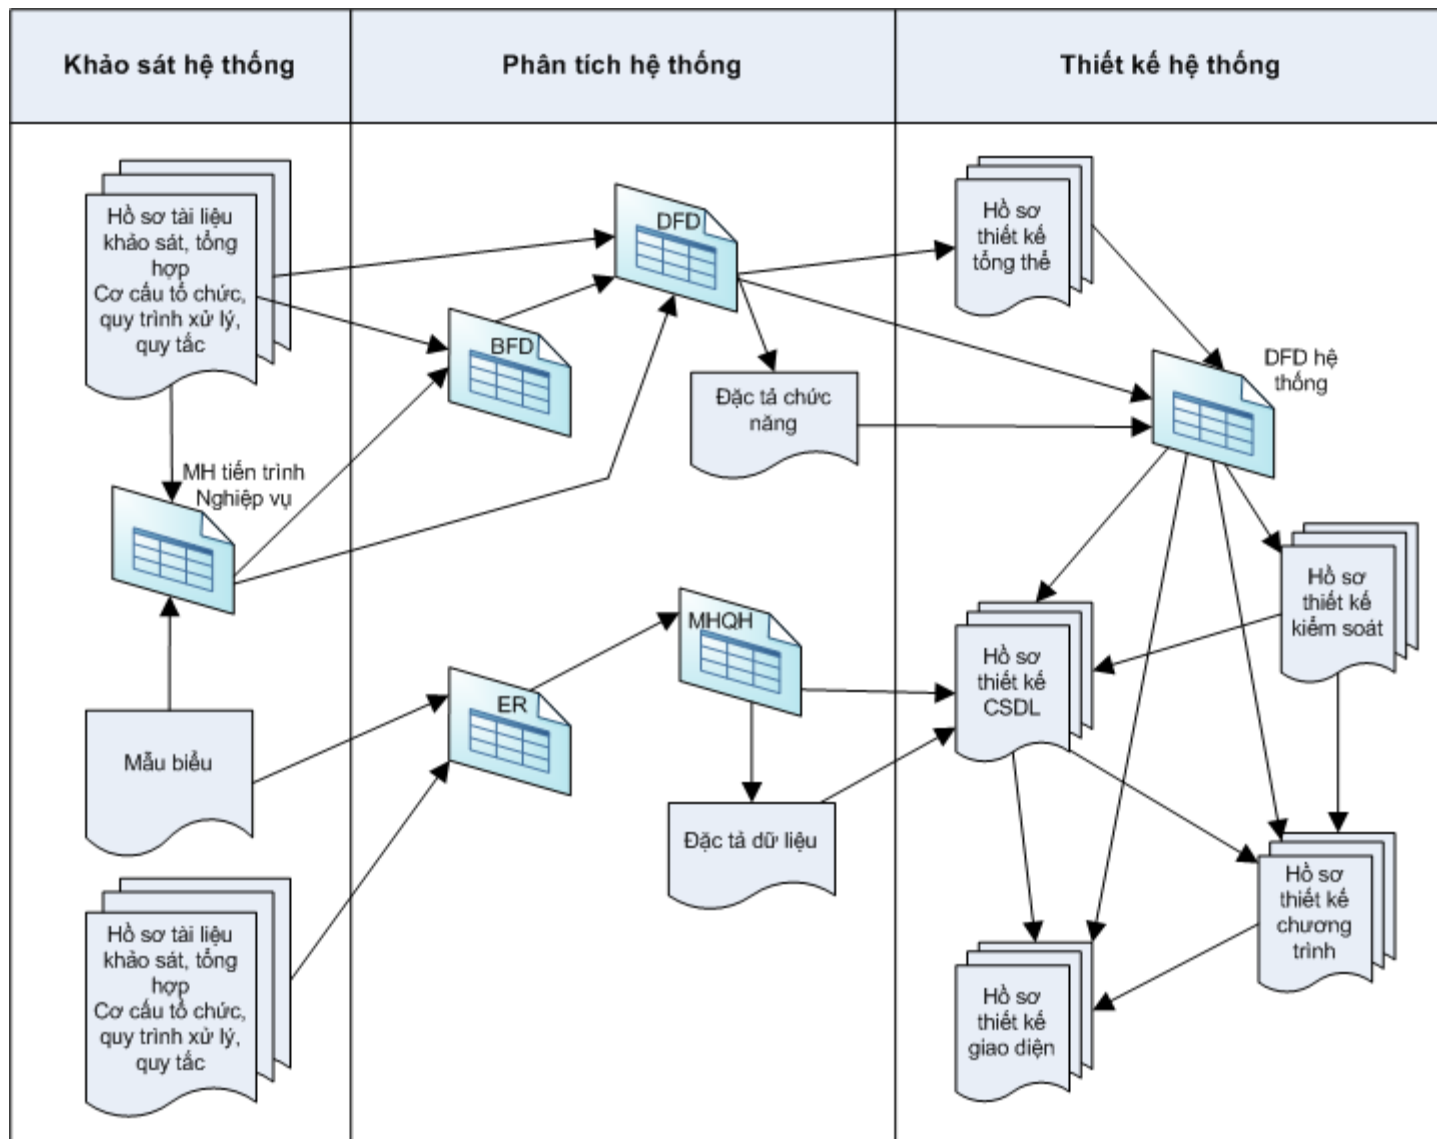 Khảo sát hệ thống
Phân tích hệ thống
Thiết kế hệ thống
Hồ sơ tài liệu
khảo sát, tổng
hợp
Cơ cấu tổ chức,
quy trình xử lý,
quy tắc
DFD
BFD
Đặc tả chức
năng
Hồ sơ
thiết kế
tổng thể
DFD hệ
thống
MH tiến trình
Nghiệp vụ
Mẫu biểu
MHQH
ER
Đặc tả dữ liệu
Hồ sơ
thiết kế
kiểm soát
Hồ sơ
thiết kế
CSDL
Hồ sơ
thiết kế
chương
trình
Hồ sơ
thiết kế
giao diện
Hồ sơ tài liệu
khảo sát, tổng
hợp
Cơ cấu tổ chức,
quy trình xử lý,
quy tắc